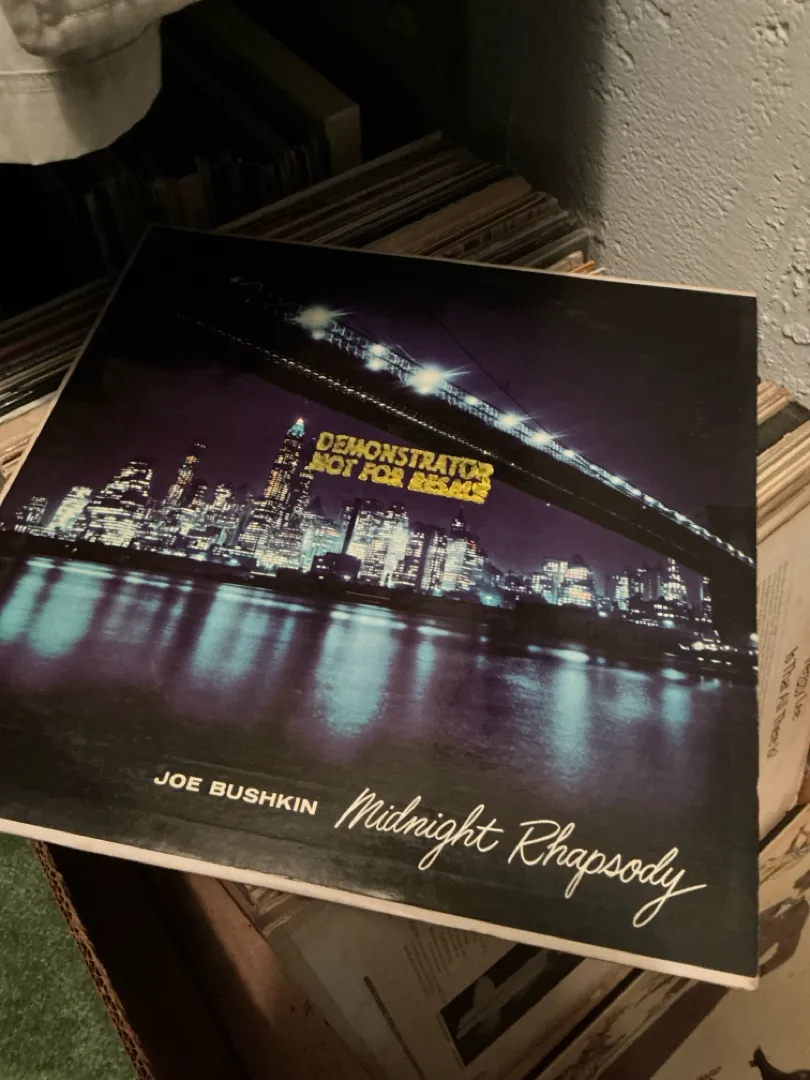 DEMONSTRATOR
NOT FOR RESALE
JOE BUSHKIN Midnight Rhapsody